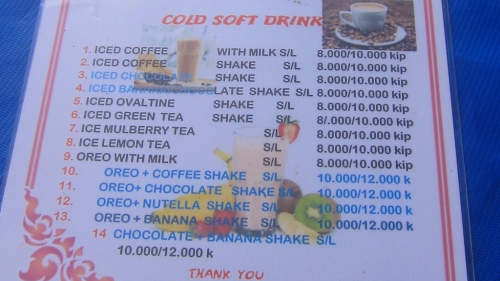 COLD SOFT DRINK
1. ICED COFFEE WITH MILK S/L 8.000/10.000 kip
2. ICED COFFEE SHAKE S/L 8.000/10.000 kip
3. ICED CHOCOLATE SHAKE S/L 8.000/10.000 kip
4. ICED BANANA CHOCOLATE SHAKE S/L 8.000/10.000 kip
5. ICED OVALTINE SHAKE S/L 8.000/10.000 kip
6. ICED GREEN TEA SHAKE S/L 8/.000/10.000 kip
7. ICE MULBERRY TEA S/L 8.000/10.000 kip
8. ICE LEMON TEA S/L 8.000/10.000 kip
9. OREO WITH MILK S/L 8.000/10.000 kip
10. OREO + COFFEE SHAKE S/L 10.000/12.000 k
11. OREO+ CHOCOLATE SHAKE S/L 10.000/12.000 k
12. OREO+ NUTELLA SHAKE S/L 10.000/12.000 k
13. OREO + BANANA SHAKE S/L 10.000/12.000 k
14 CHOCOLATE + BANANA SHAKE S/L
10.000/12.000 k
THANK YOU